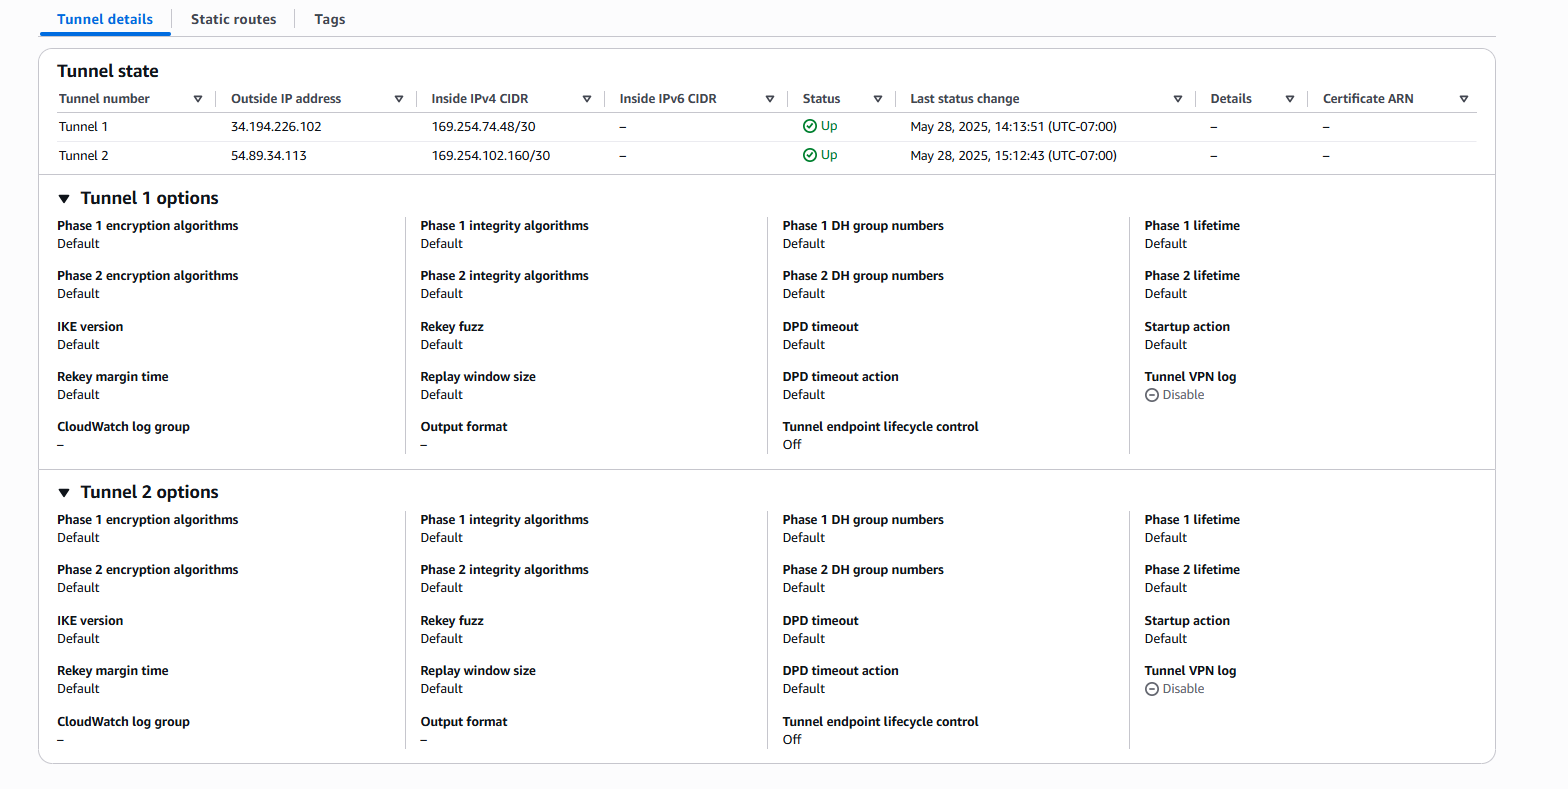 Tunnel details Static routes Tags
Tunnel state
Tunnel number Outside IP address Inside IPv4 CIDR Inside IPv6 CIDR Status Last status change Details Certificate ARN
Tunnel 1 34.194.226.102 169.254.74.48/30 – Up May 28, 2025, 14:13:51 (UTC-07:00) – –
Tunnel 2 54.89.34.113 169.254.102.160/30 – Up May 28, 2025, 15:12:43 (UTC-07:00) – –
Tunnel 1 options
Phase 1 encryption algorithms Phase 1 integrity algorithms Phase 1 DH group numbers Phase 1 lifetime
Default Default Default Default
Phase 2 encryption algorithms Phase 2 integrity algorithms Phase 2 DH group numbers Phase 2 lifetime
Default Default Default Default
IKE version Rekey fuzz DPD timeout Startup action
Default Default Default Default
Rekey margin time Replay window size DPD timeout action Tunnel VPN log
Default Default Default Disable
CloudWatch log group Output format Tunnel endpoint lifecycle control
– – Off
Tunnel 2 options
Phase 1 encryption algorithms Phase 1 integrity algorithms Phase 1 DH group numbers Phase 1 lifetime
Default Default Default Default
Phase 2 encryption algorithms Phase 2 integrity algorithms Phase 2 DH group numbers Phase 2 lifetime
Default Default Default Default
IKE version Rekey fuzz DPD timeout Startup action
Default Default Default Default
Rekey margin time Replay window size DPD timeout action Tunnel VPN log
Default Default Default Disable
CloudWatch log group Output format Tunnel endpoint lifecycle control
– – Off